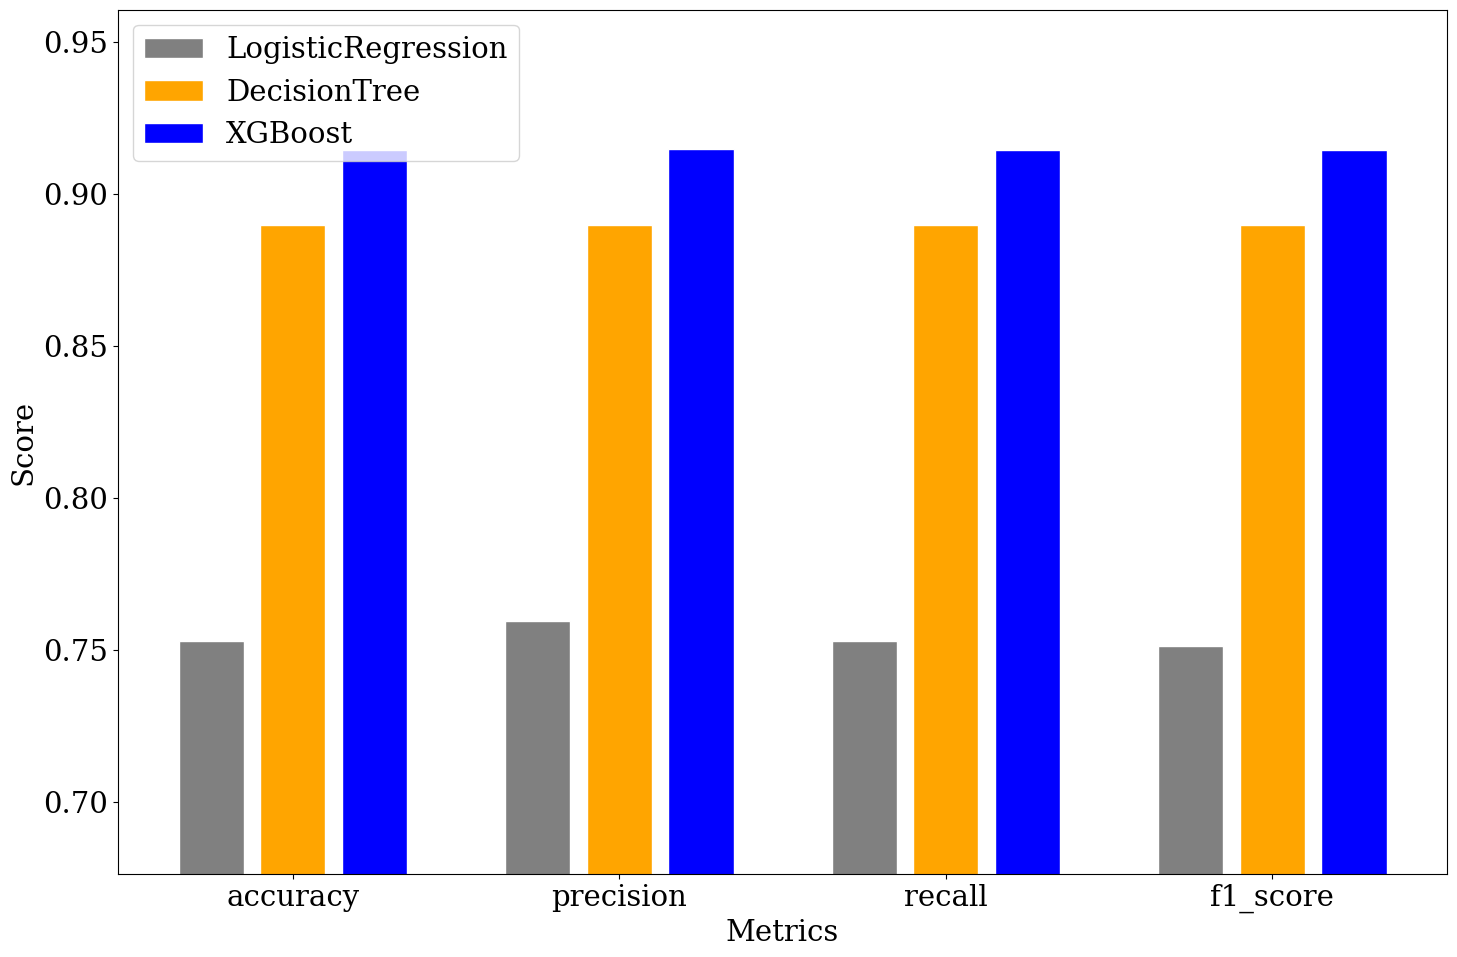 LogisticRegression
DecisionTree
XGBoost
0.95
0.90
0.85
0.80
0.75
0.70
Score
accuracy precision recall f1_score
Metrics